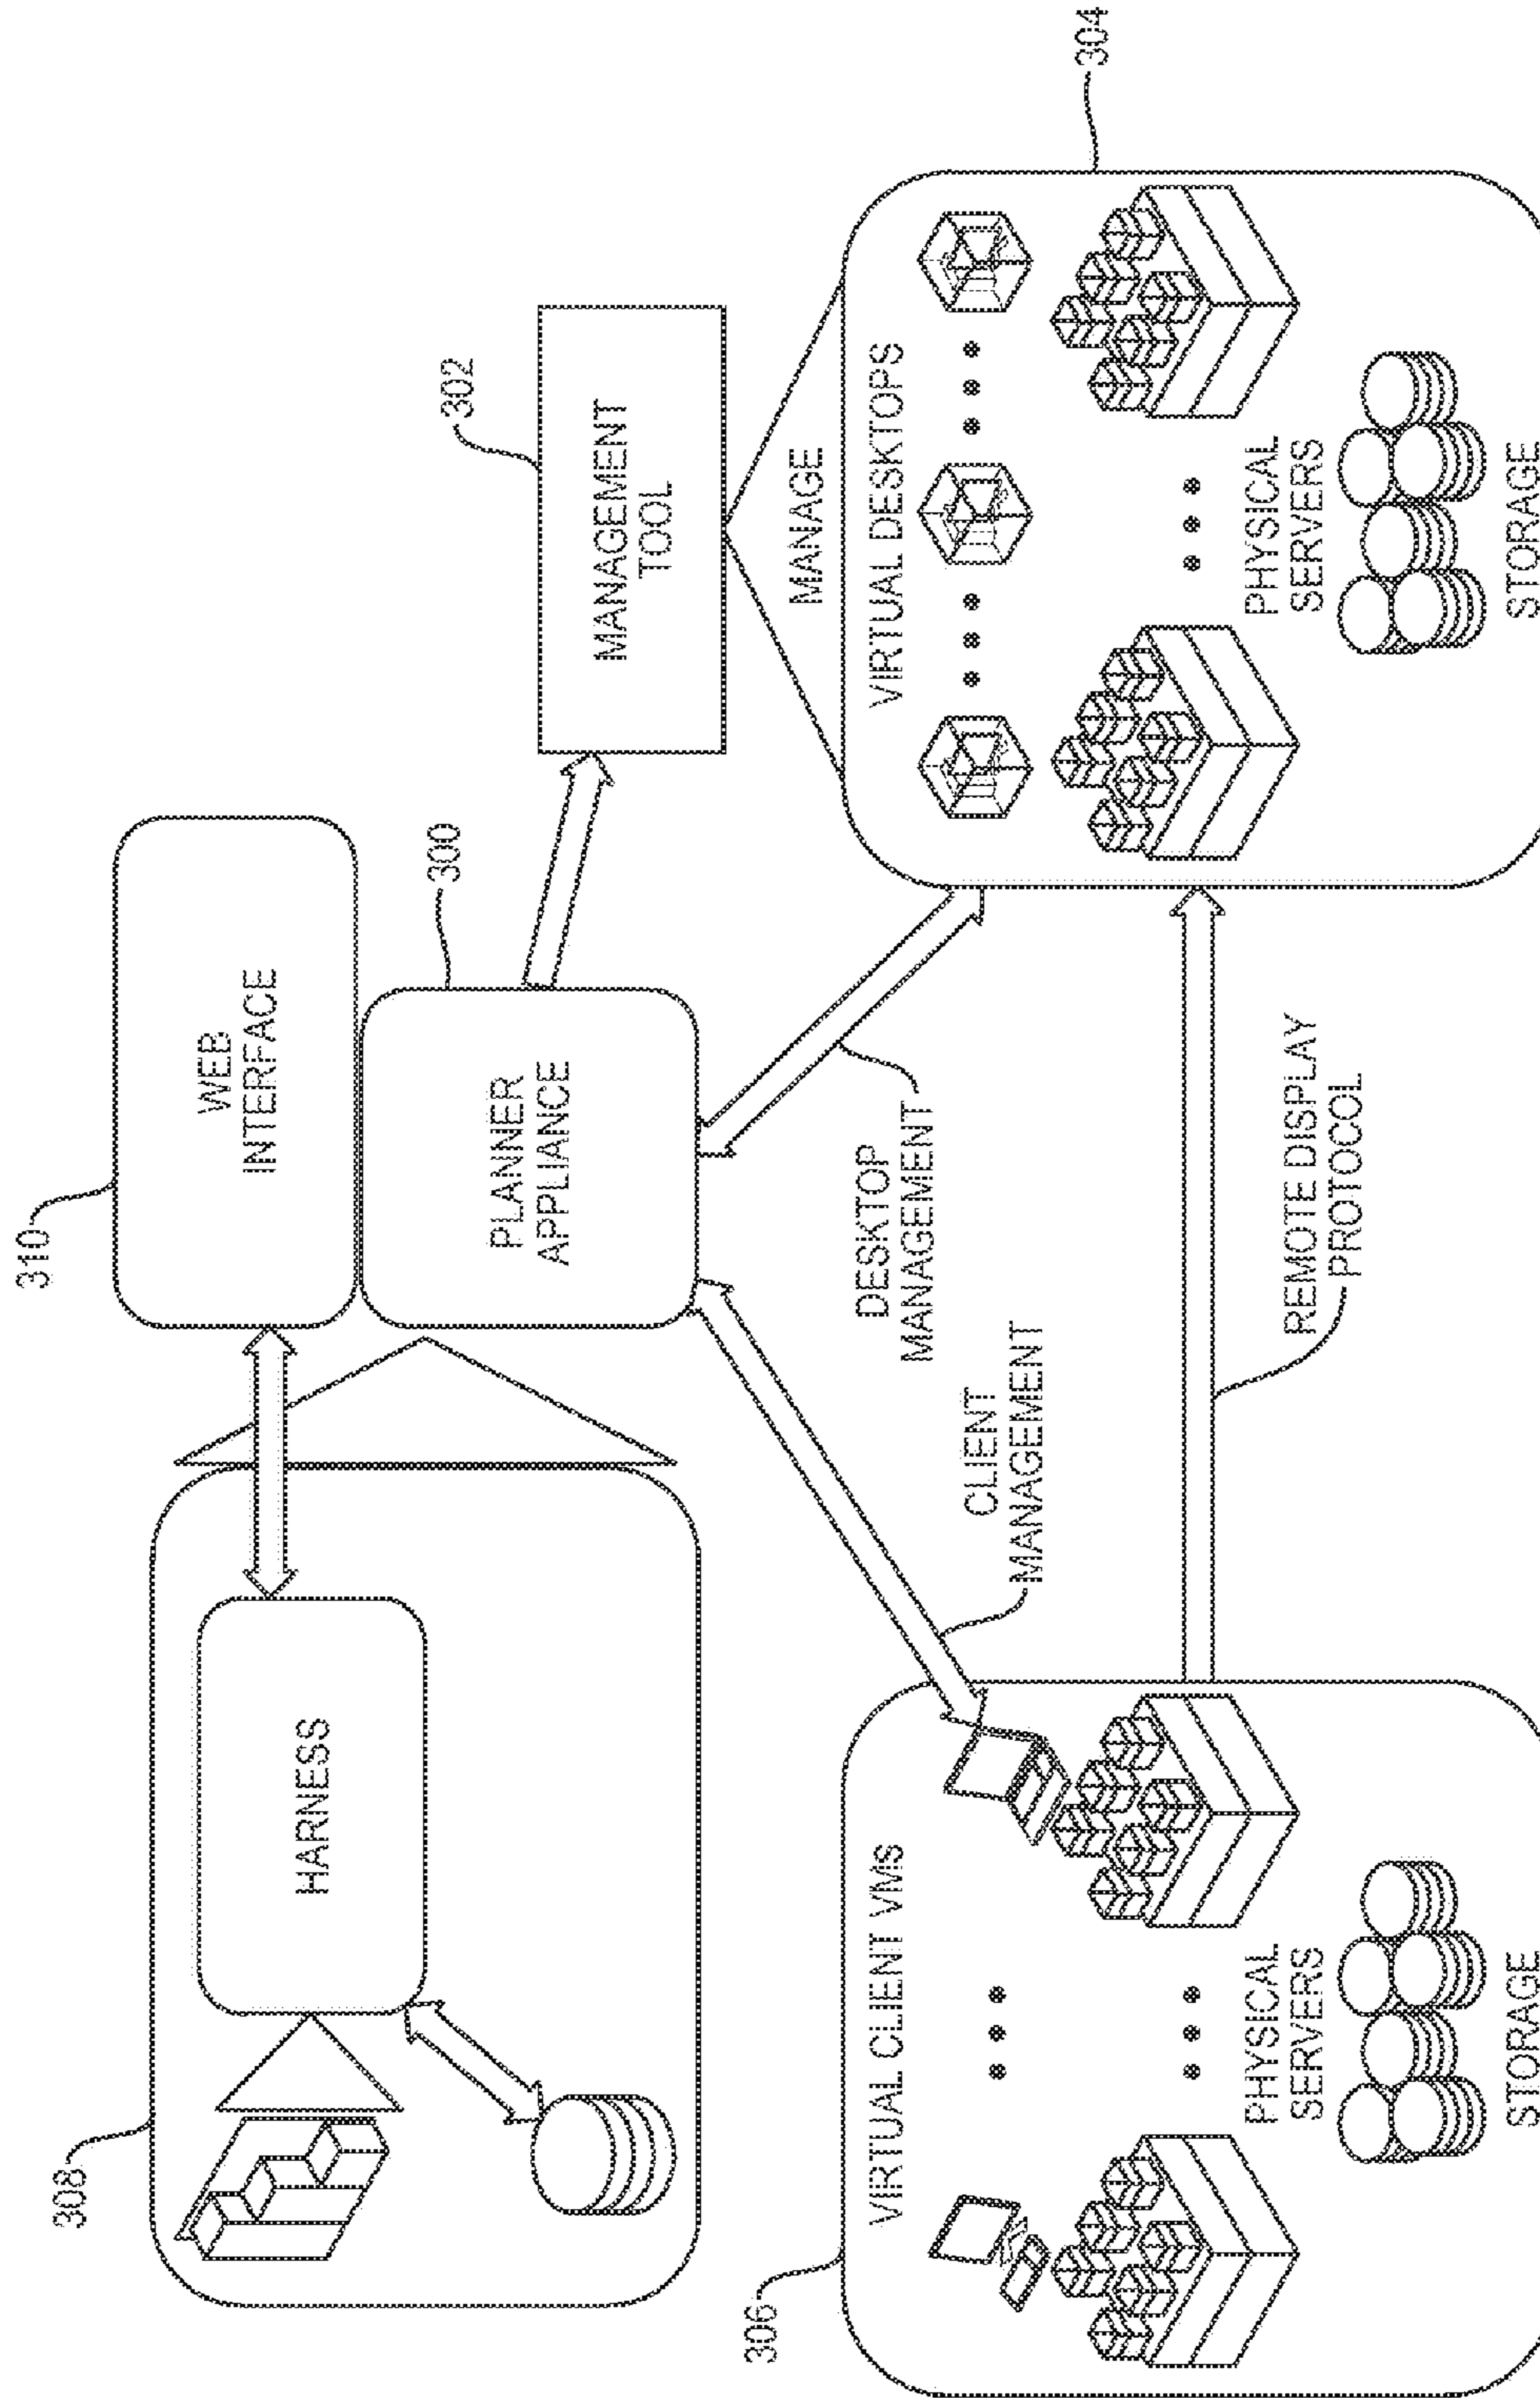 310
WEB
INTERFACE
308
HARNESS
300
PLANNER
APPLIANCE
302
MANAGEMENT
TOOL
MANAGE
DESKTOP
MANAGEMENT
CLIENT
MANAGEMENT
306
VIRTUAL CLIENT VMs
PHYSICAL
SERVERS
STORAGE
REMOTE DISPLAY
PROTOCOL
304
VIRTUAL DESKTOPS
PHYSICAL
SERVERS
STORAGE